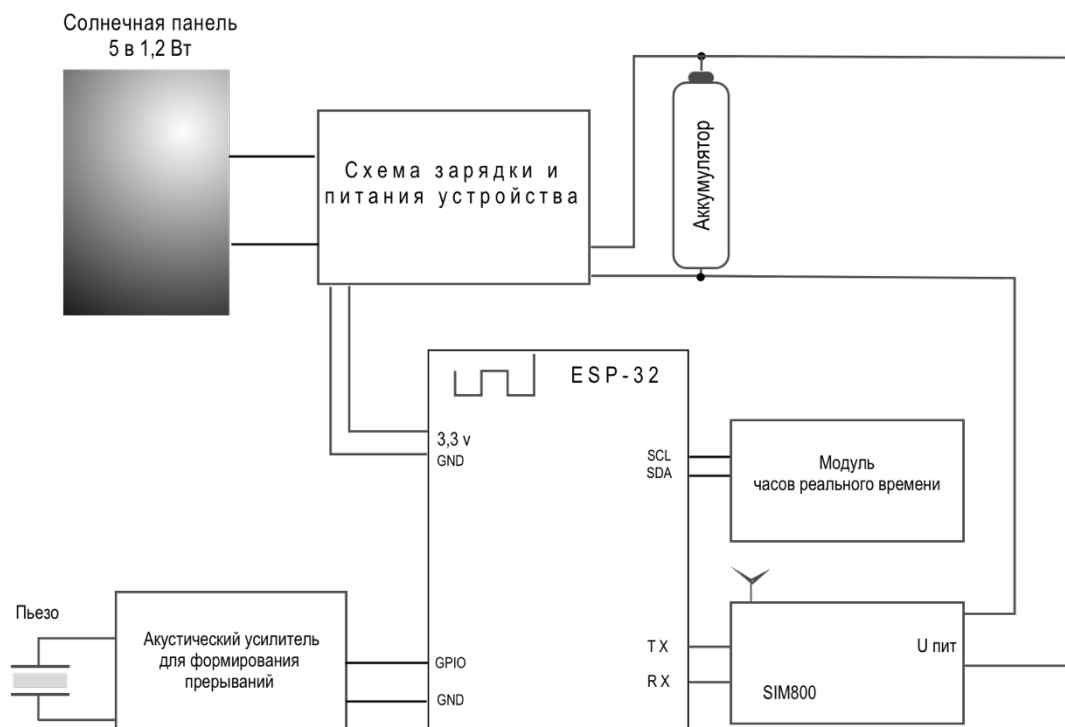 Солнечная панель
5 в 1,2 Вт
Схема зарядки и
питания устройства
Аккумулятор
ESP-32
3,3 v
GND
SCL
SDA
Модуль
часов реального времени
Пьезо
Акустический усилитель
для формирования
прерываний
GPIO
GND
TX
RX
U пит
SIM800